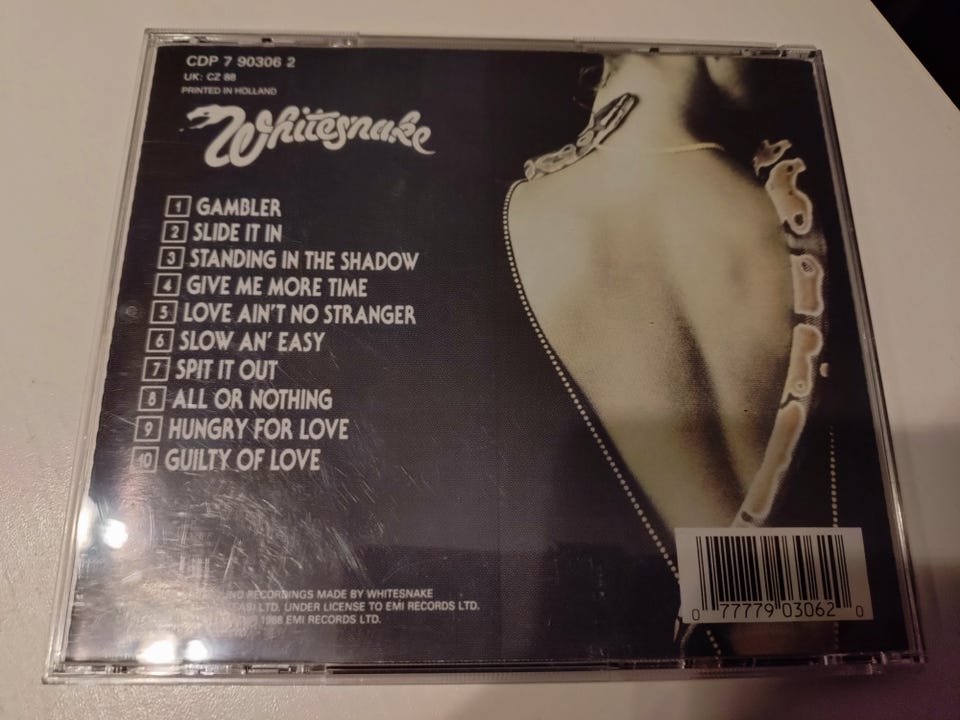 CDP 7 90306 2
UK: CZ 88
PRINTED IN HOLLAND
Whitesnake
1 GAMBLER
2 SLIDE IT IN
3 STANDING IN THE SHADOW
4 GIVE ME MORE TIME
5 LOVE AIN'T NO STRANGER
6 SLOW AN' EASY
7 SPIT IT OUT
8 ALL OR NOTHING
9 HUNGRY FOR LOVE
10 GUILTY OF LOVE
RECORDINGS MADE BY WHITESNAKE
LTD. UNDER LICENSE TO EMI RECORDS LTD.
1988 EMI RECORDS LTD.
0 77779 03062 0